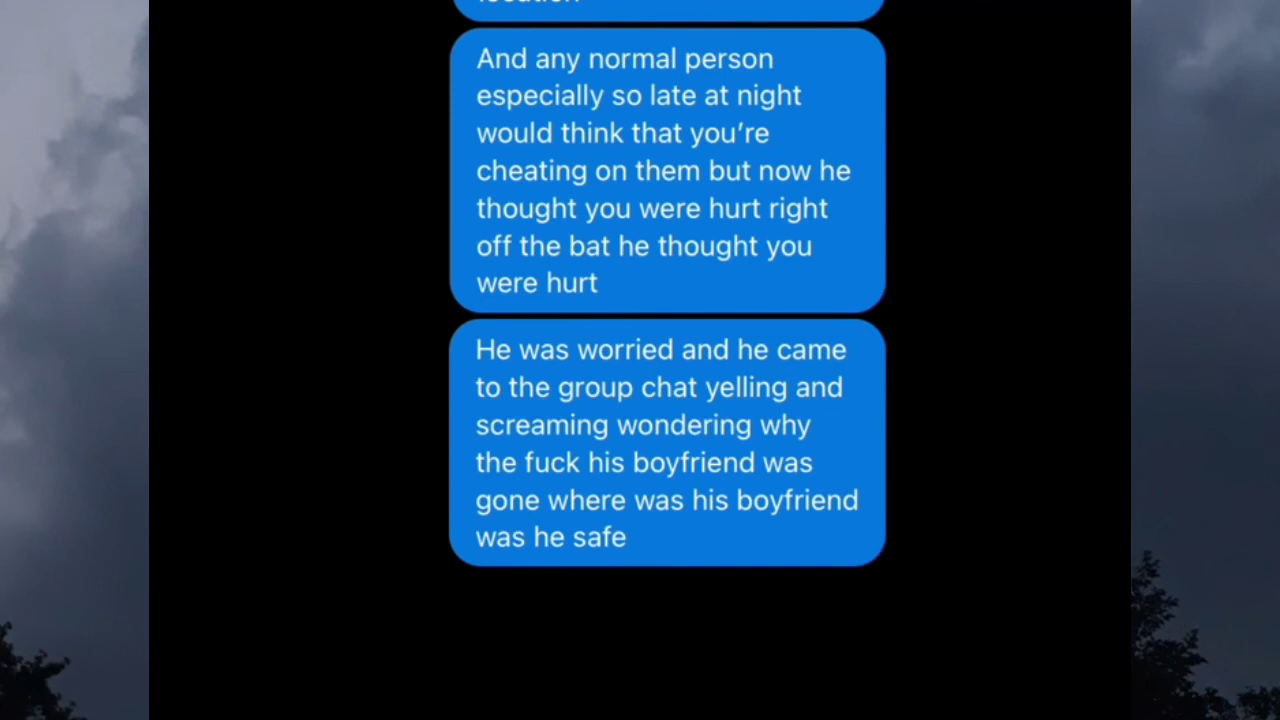 And any normal person
especially so late at night
would think that you’re
cheating on them but now he
thought you were hurt right
off the bat he thought you
were hurt
He was worried and he came
to the group chat yelling and
screaming wondering why
the fuck his boyfriend was
gone where was his boyfriend
was he safe